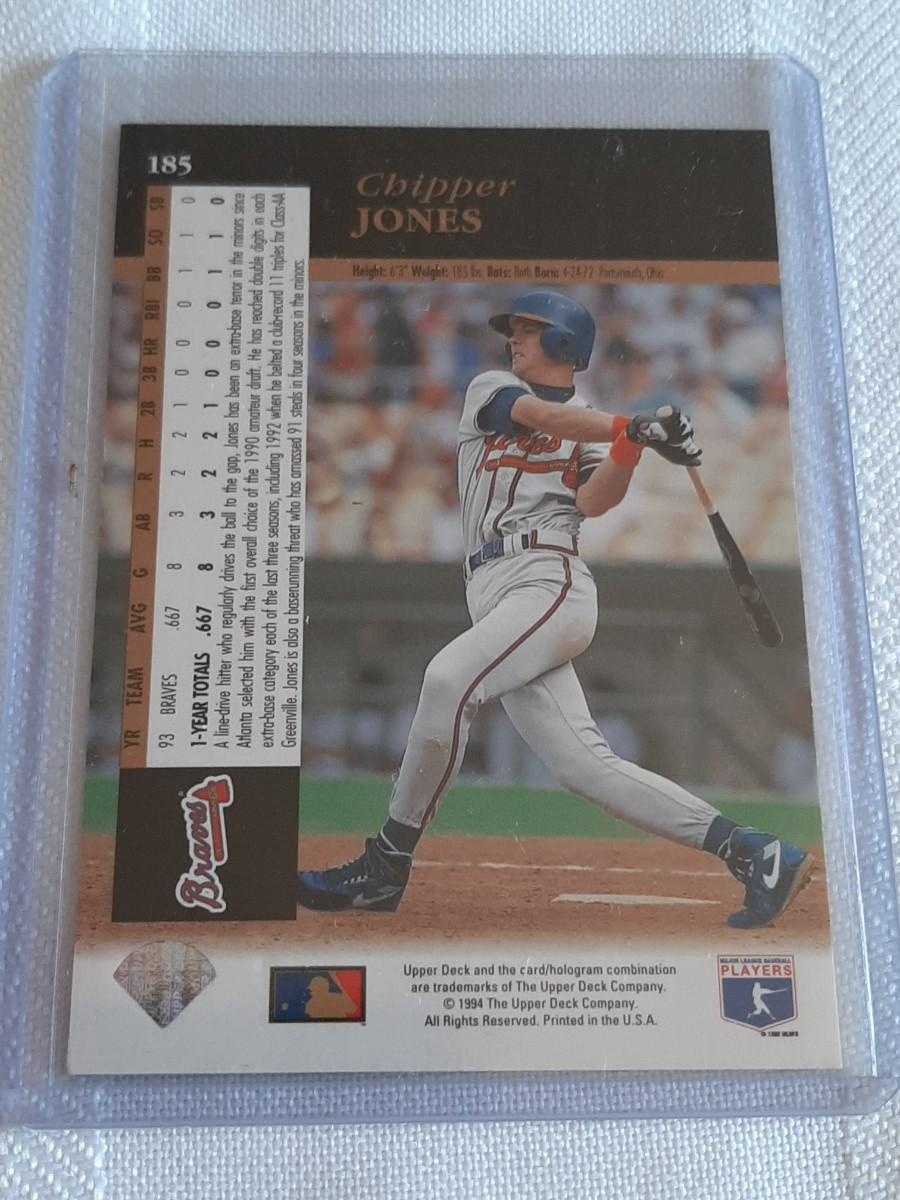 185
Chipper
JONES
Height: 6'3" Weight: 185 lbs. Bats: Both Born: 4-24-72 Portsmouth, Ohio
YR TEAM AVG G AB R H 2B 3B HR RBI BB SO SB
93 BRAVES .667 8 3 2 2 1 0 0 0 1 1 0
1-YEAR TOTALS .667 8 3 2 2 1 0 0 0 1 1 0
A line-drive hitter who regularly drives the ball to the gap, Jones has been an extra-base terror in the minors since
Atlanta selected him with the first overall choice of the 1990 amateur draft. He has reached double digits in each
extra-base category each of the last three seasons, including 1992 when he belted a club-record 11 triples for Class-AA
Greenville. Jones is also a baserunning threat who has amassed 91 steals in four seasons in the minors.
Braves
Upper Deck and the card/hologram combination
are trademarks of The Upper Deck Company.
© 1994 The Upper Deck Company.
All Rights Reserved. Printed in the U.S.A.
MAJOR LEAGUE BASEBALL
PLAYERS